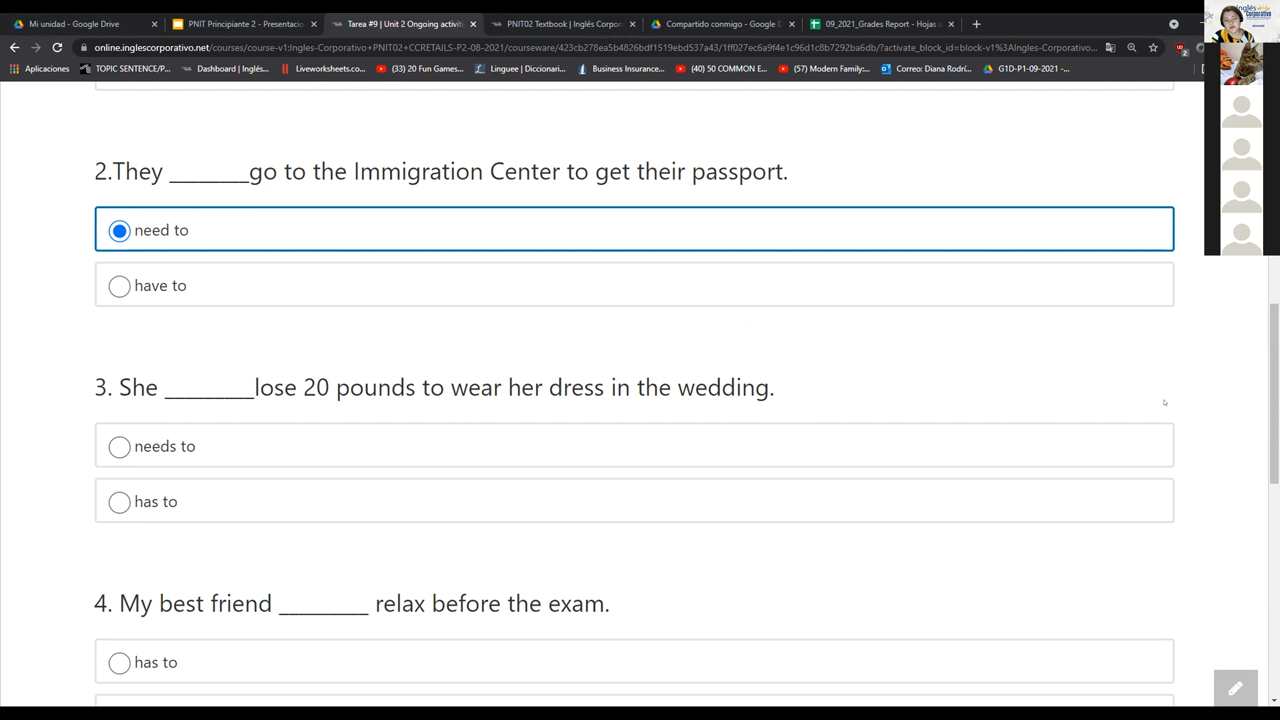 Mi unidad - Google Drive
PNIT Principiante 2 - Presentacio
Tarea #9 | Unit 2 Ongoing activiti
PNIT02 Textbook | Inglés Corpor
Compartido conmigo - Google D
09_2021_Grades Report - Hojas d
onlineinglescorporativo.net/courses/course-v1:Ingles-Corporativo+PNIT02+CCRETAILS-P2-08-2021/courseware/423cb278ea5b4826bdf1519ebd537a43/1ff027ec6a9f4e1c96d1c8b7292ba6db/?activate_block_id=block-v1%3AIngles-Corporativo...
Aplicaciones
TOPIC SENTENCE/P...
Dashboard | Inglés...
Liveworksheets.co...
(33) 20 Fun Games...
Linguee | Diccionari...
Business Insurance...
(40) 50 COMMON E...
(57) Modern Family:...
Correo: Diana Rodrí...
G1D-P1-09-2021 -...
2.They ________go to the Immigration Center to get their passport.
need to
have to
3. She _________lose 20 pounds to wear her dress in the wedding.
needs to
has to
4. My best friend _________ relax before the exam.
has to